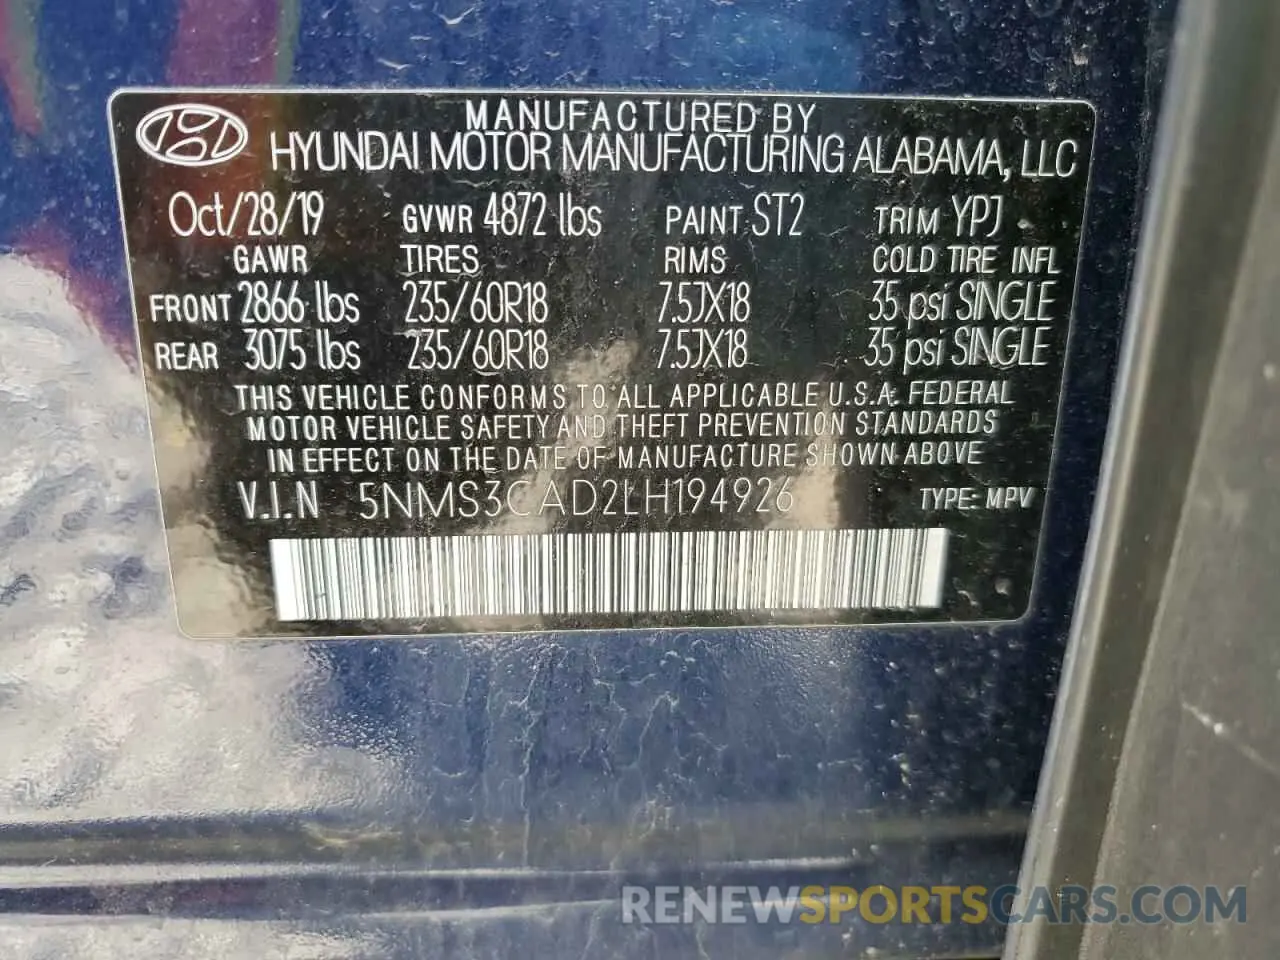 MANUFACTURED BY
HYUNDAI MOTOR MANUFACTURING ALABAMA, LLC
Oct/28/19 GVWR 4872 lbs PAINT ST2 TRIM YPJ
GAWR TIRES RIMS COLD TIRE INFL
FRONT 2866 lbs 235/60R18 7.5JX18 35 psi SINGLE
REAR 3075 lbs 235/60R18 7.5JX18 35 psi SINGLE
THIS VEHICLE CONFORMS TO ALL APPLICABLE U.S.A. FEDERAL
MOTOR VEHICLE SAFETY AND THEFT PREVENTION STANDARDS
IN EFFECT ON THE DATE OF MANUFACTURE SHOWN ABOVE
V.I.N 5NMS3CAD2LH194926 TYPE: MPV
RENEWSPORTSCARS.COM